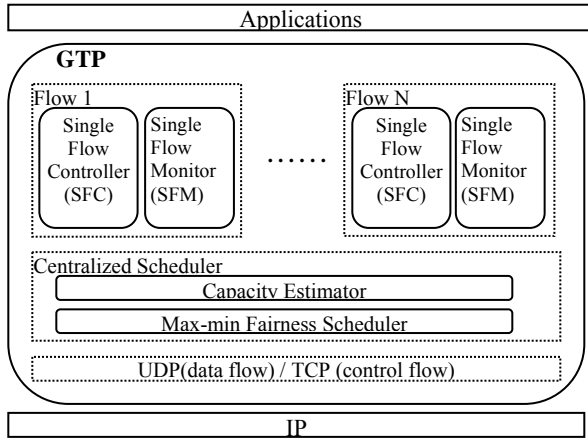 Applications
GTP
Flow 1
Single
Flow
Controller
(SFC)
Single
Flow
Monitor
(SFM)
......
Flow N
Single
Flow
Controller
(SFC)
Single
Flow
Monitor
(SFM)
Centralized Scheduler
Capacity Estimator
Max-min Fairness Scheduler
UDP(data flow) / TCP (control flow)
IP